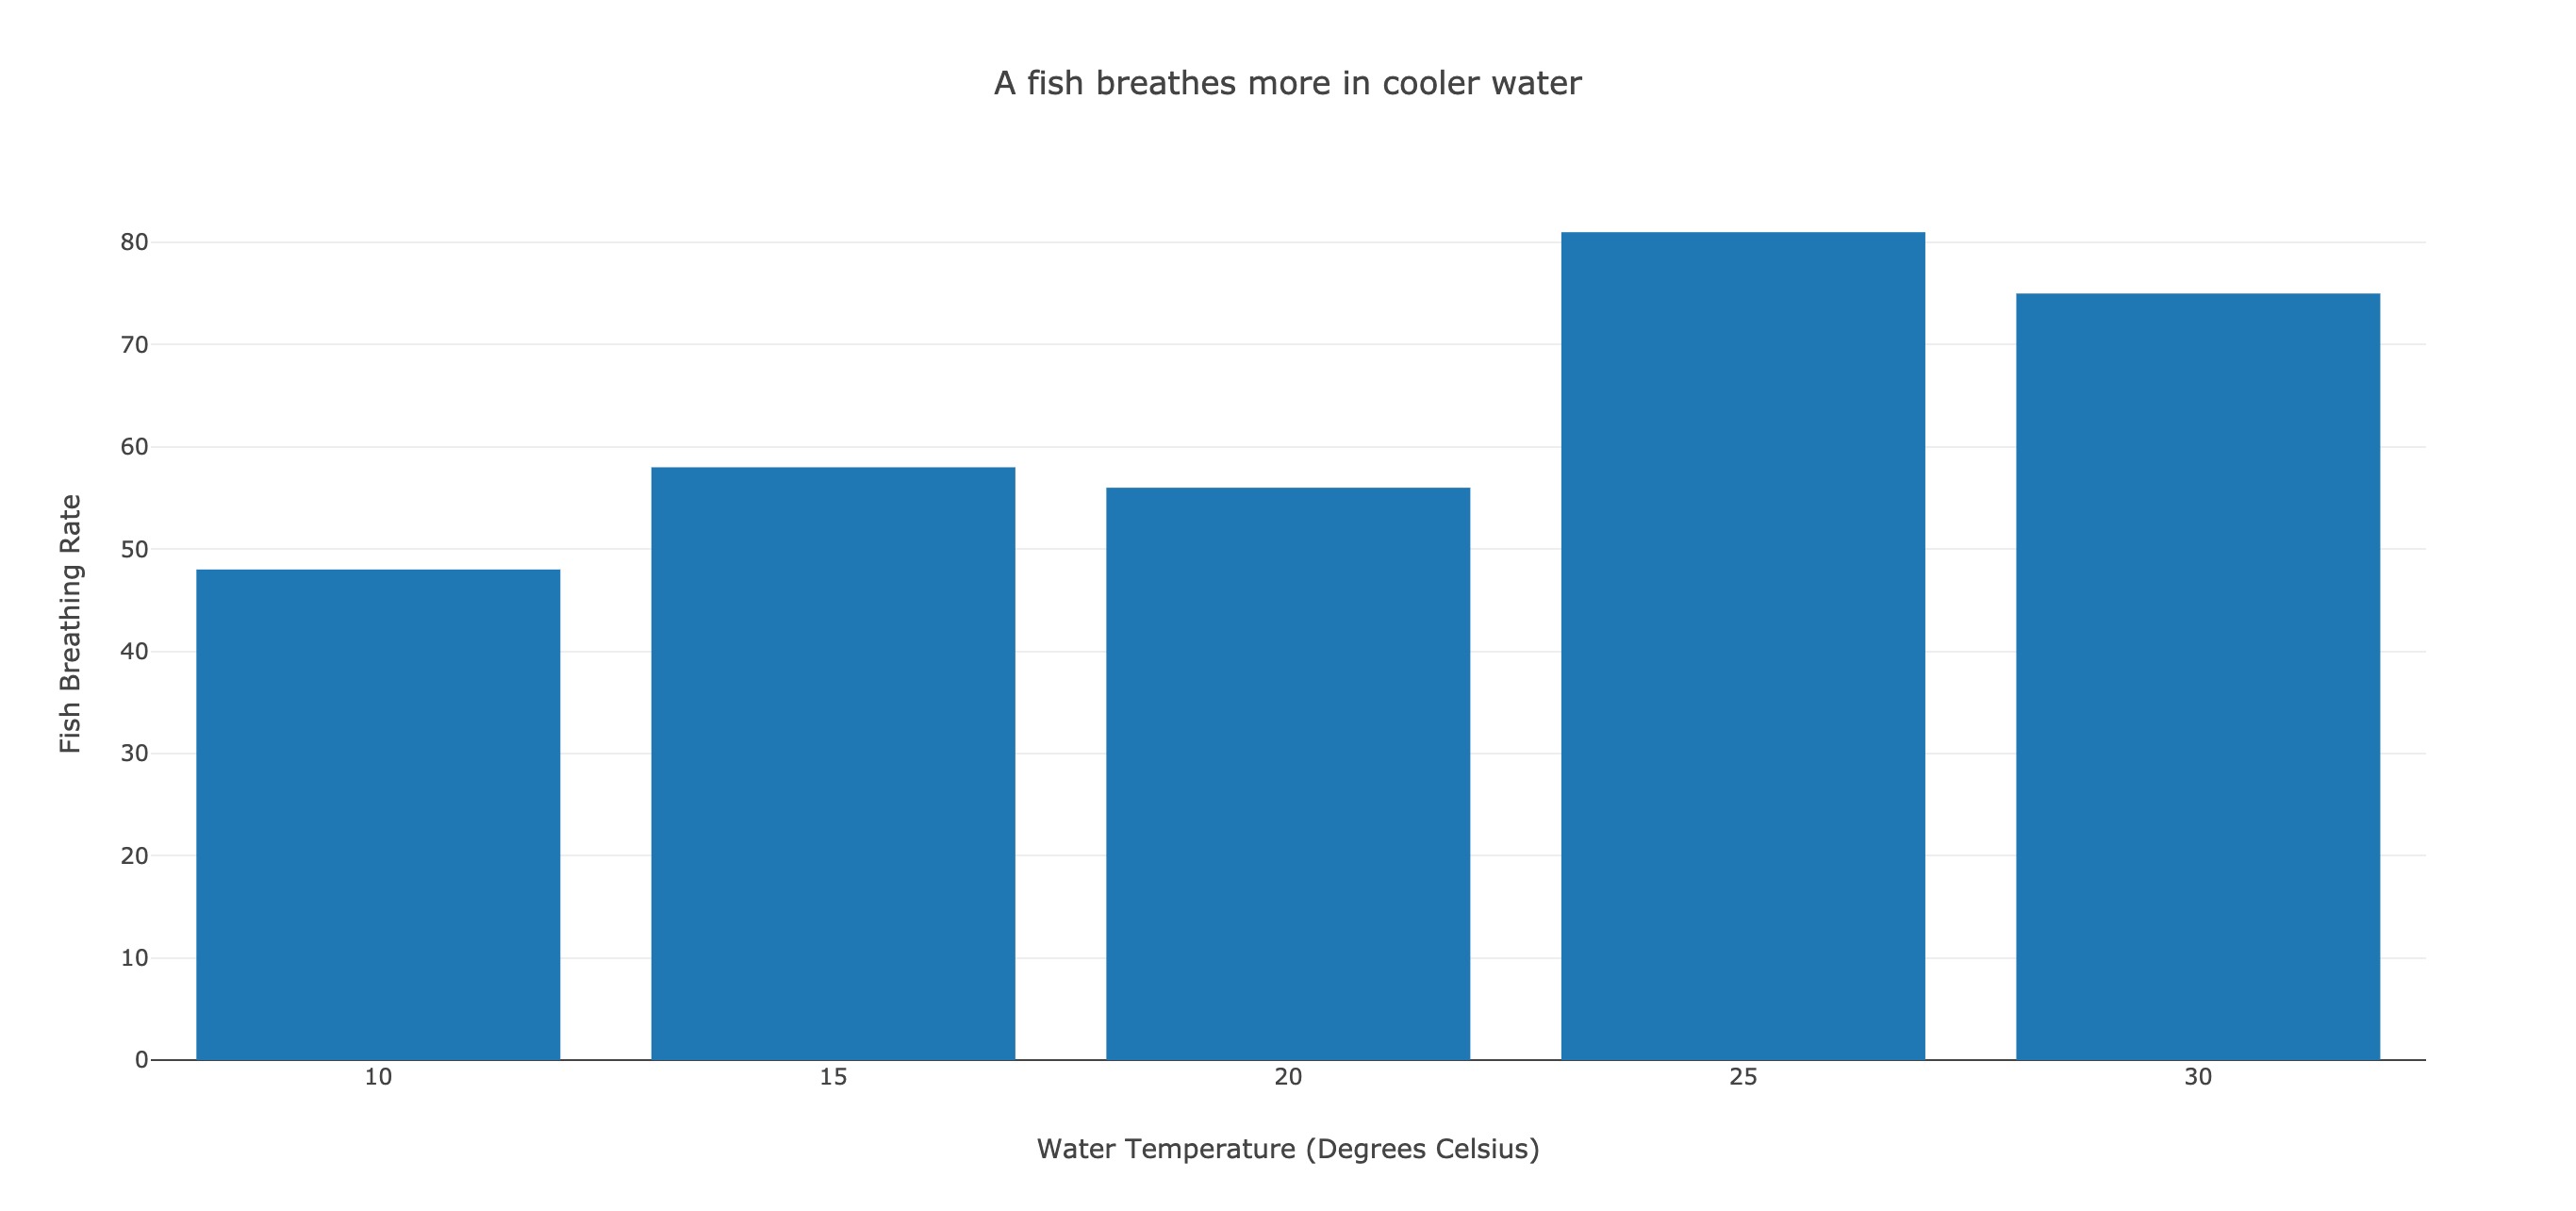 A fish breathes more in cooler water
80
70
60
50
40
30
20
10
0
Fish Breathing Rate
10 15 20 25 30
Water Temperature (Degrees Celsius)